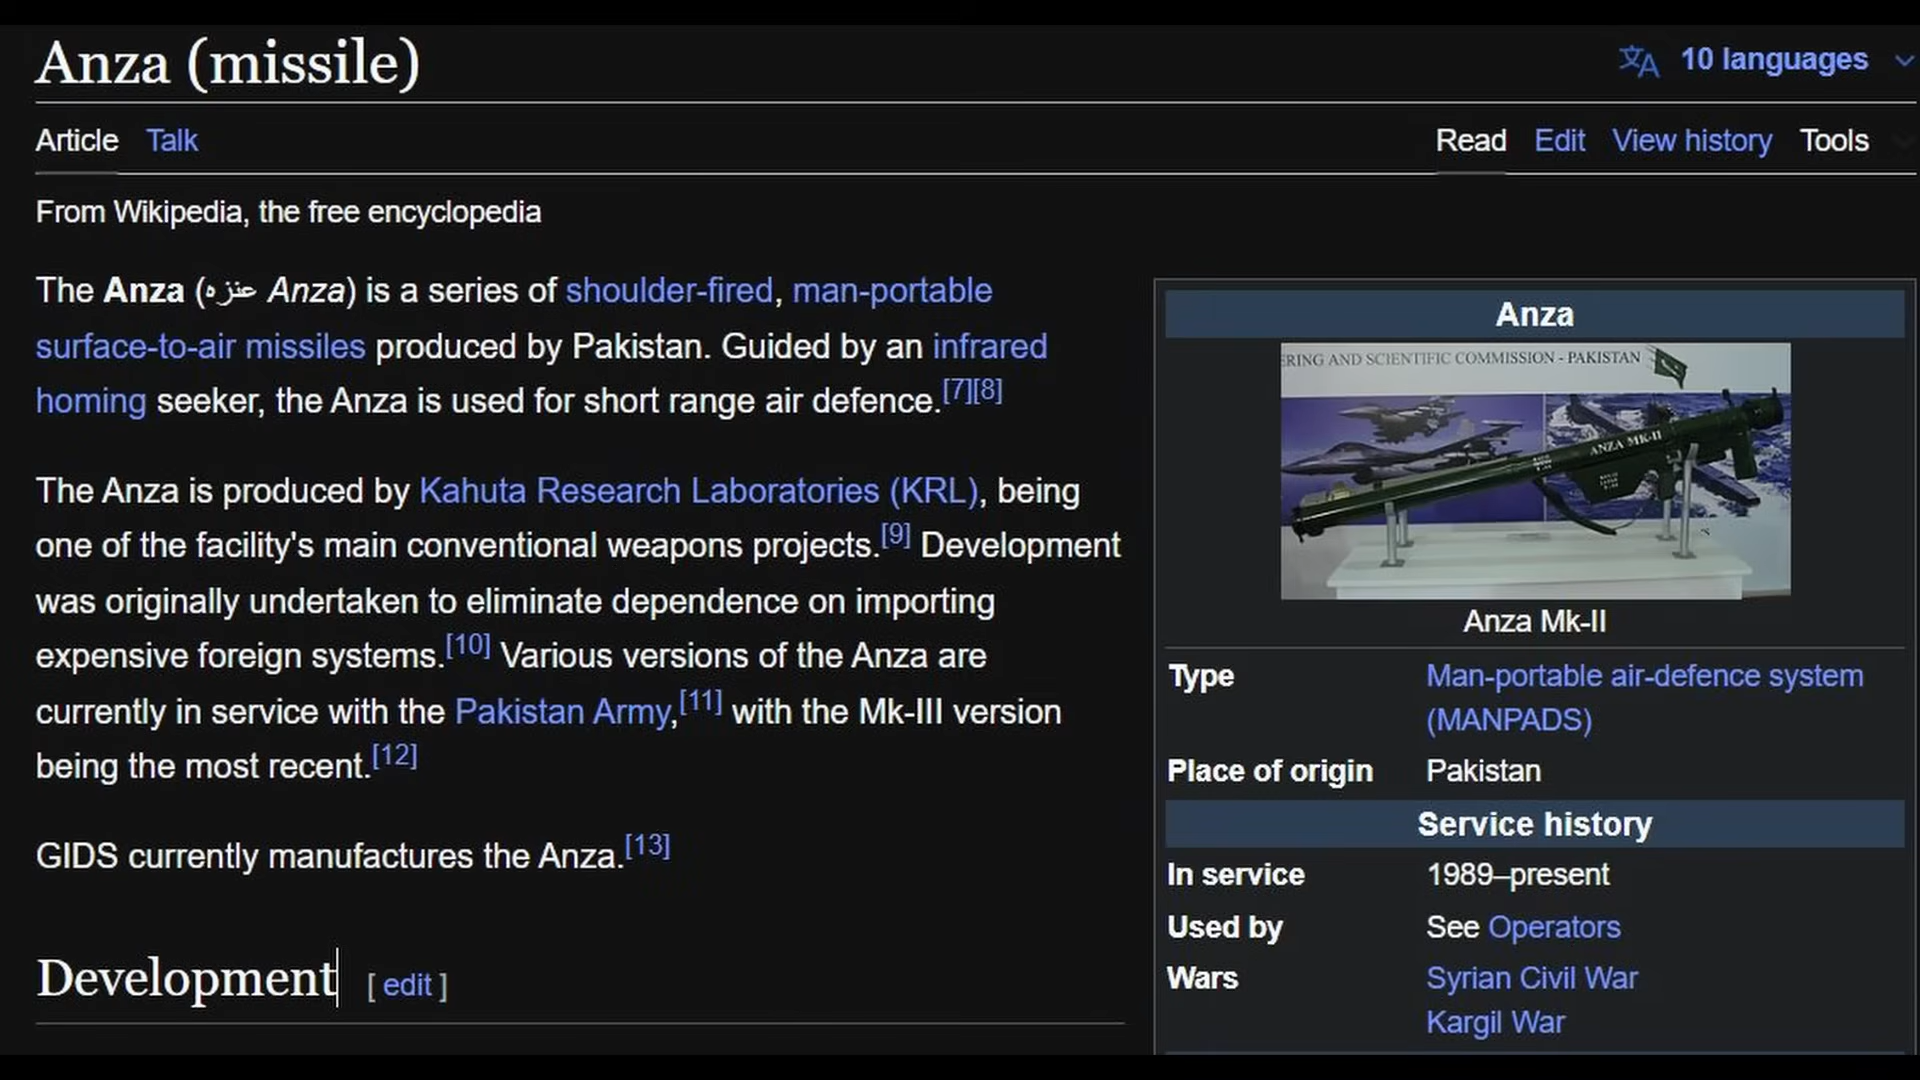 Anza (missile)
10 languages
Article Talk
Read Edit View history Tools
From Wikipedia, the free encyclopedia
The Anza (عنزہ Anza) is a series of shoulder-fired, man-portable
surface-to-air missiles produced by Pakistan. Guided by an infrared
homing seeker, the Anza is used for short range air defence.[7][8]
The Anza is produced by Kahuta Research Laboratories (KRL), being
one of the facility's main conventional weapons projects.[9] Development
was originally undertaken to eliminate dependence on importing
expensive foreign systems.[10] Various versions of the Anza are
currently in service with the Pakistan Army,[11] with the Mk-III version
being the most recent.[12]
GIDS currently manufactures the Anza.[13]
Development [ edit ]
Anza
ERING AND SCIENTIFIC COMMISSION - PAKISTAN
ANZA MK-II
Anza Mk-II
Type Man-portable air-defence system
(MANPADS)
Place of origin Pakistan
Service history
In service 1989–present
Used by See Operators
Wars Syrian Civil War
Kargil War